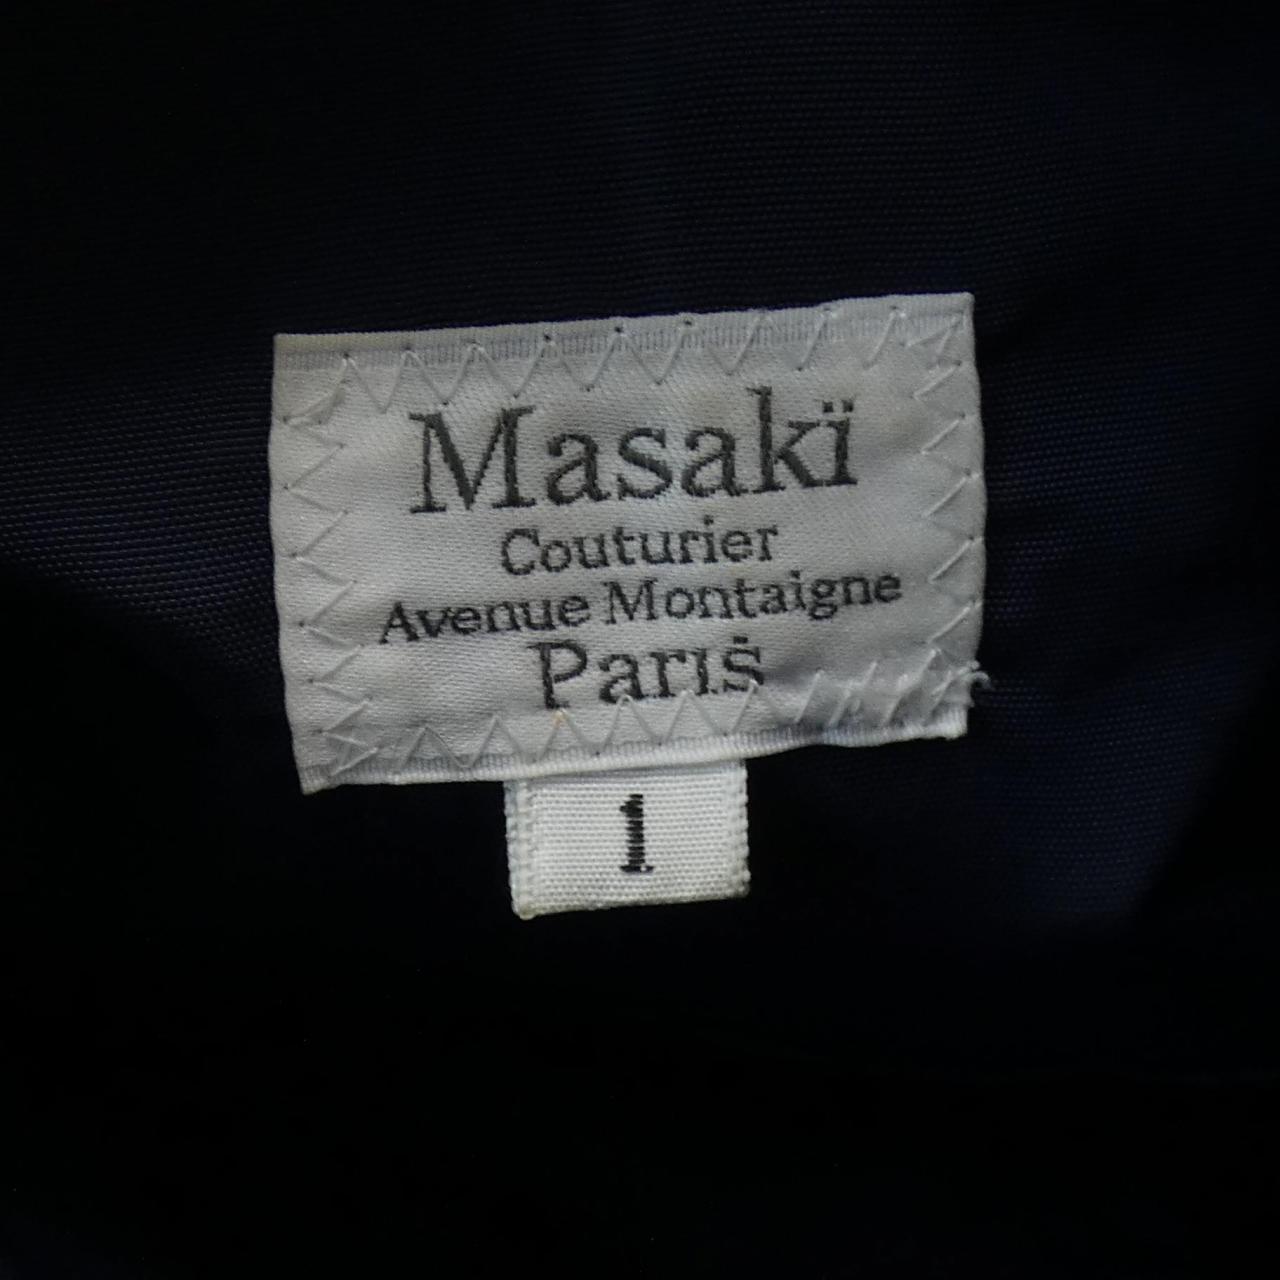 Masakï
Couturier
Avenue Montaigne
Paris
1